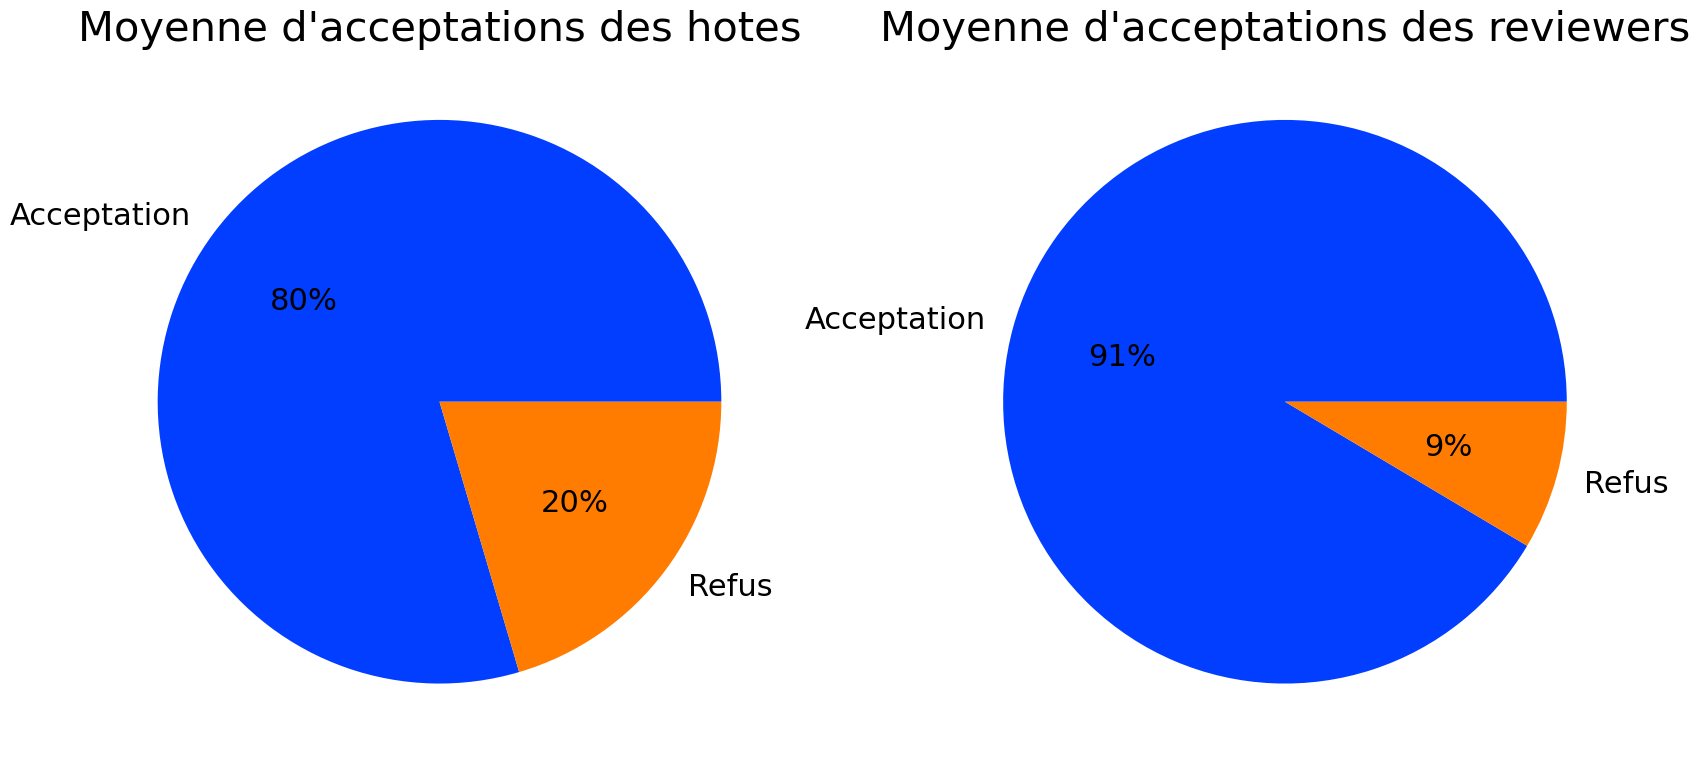 Moyenne d'acceptations des hotes
Acceptation
80%
20%
Refus
Moyenne d'acceptations des reviewers
Acceptation
91%
9%
Refus